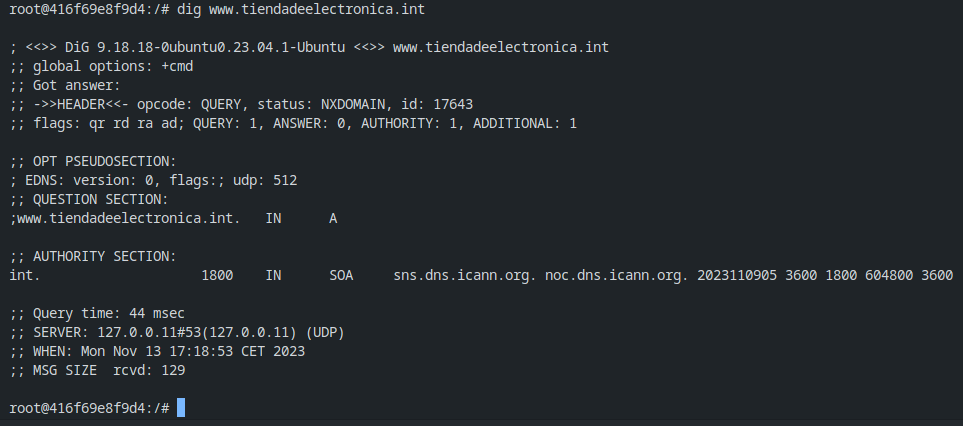 root@416f69e8f9d4:/# dig www.tiendadeelectronica.int
; <<>> DiG 9.18.18-0ubuntu0.23.04.1-Ubuntu <<>> www.tiendadeelectronica.int
;; global options: +cmd
;; Got answer:
;; ->>HEADER<<- opcode: QUERY, status: NXDOMAIN, id: 17643
;; flags: qr rd ra ad; QUERY: 1, ANSWER: 0, AUTHORITY: 1, ADDITIONAL: 1
;; OPT PSEUDOSECTION:
; EDNS: version: 0, flags:; udp: 512
;; QUESTION SECTION:
;www.tiendadeelectronica.int. IN A
;; AUTHORITY SECTION:
int. 1800 IN SOA sns.dns.icann.org. noc.dns.icann.org. 2023110905 3600 1800 604800 3600
;; Query time: 44 msec
;; SERVER: 127.0.0.11#53(127.0.0.11) (UDP)
;; WHEN: Mon Nov 13 17:18:53 CET 2023
;; MSG SIZE rcvd: 129
root@416f69e8f9d4:/#